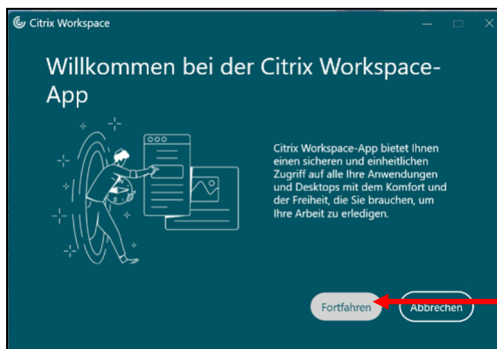 Citrix Workspace
Willkommen bei der Citrix Workspace-
App
Citrix Workspace-App bietet Ihnen
einen sicheren und einheitlichen
Zugriff auf alle Ihre Anwendungen
und Desktops mit dem Komfort und
der Freiheit, die Sie brauchen, um
Ihre Arbeit zu erledigen.
Fortfahren
Abbrechen